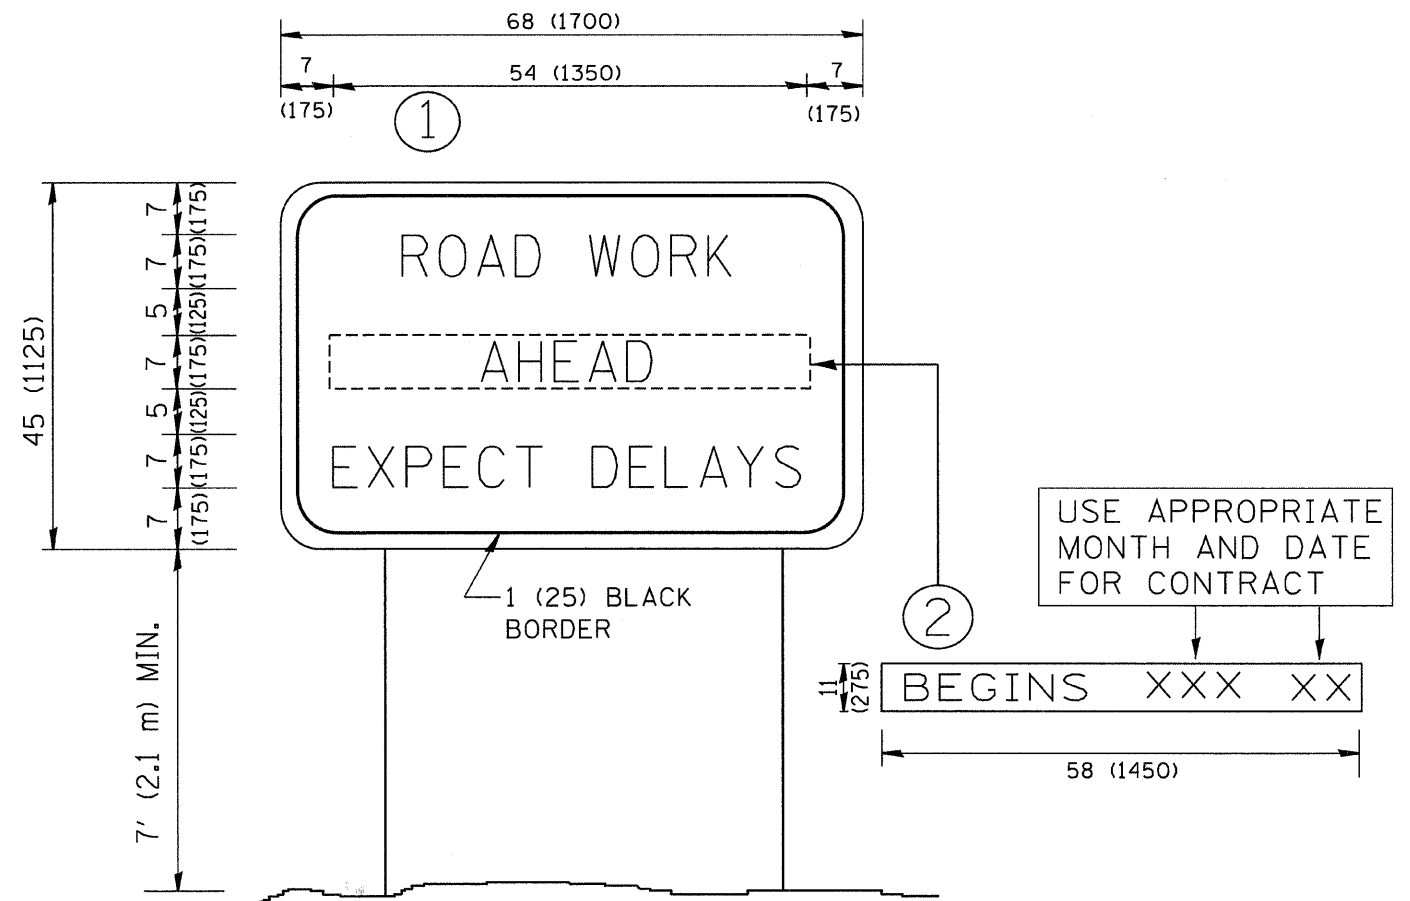 68 (1700)
7
54 (1350)
7
(175)
(175)
1
45 (1125)
7
(175)
7
(175)
5
(125)
7
(175)
5
(125)
7
(175)
7
(175)
ROAD WORK
AHEAD
EXPECT DELAYS
1 (25) BLACK
BORDER
7' (2.1 m) MIN.
USE APPROPRIATE
MONTH AND DATE
FOR CONTRACT
2
11
(275)
BEGINS XXX XX
58 (1450)